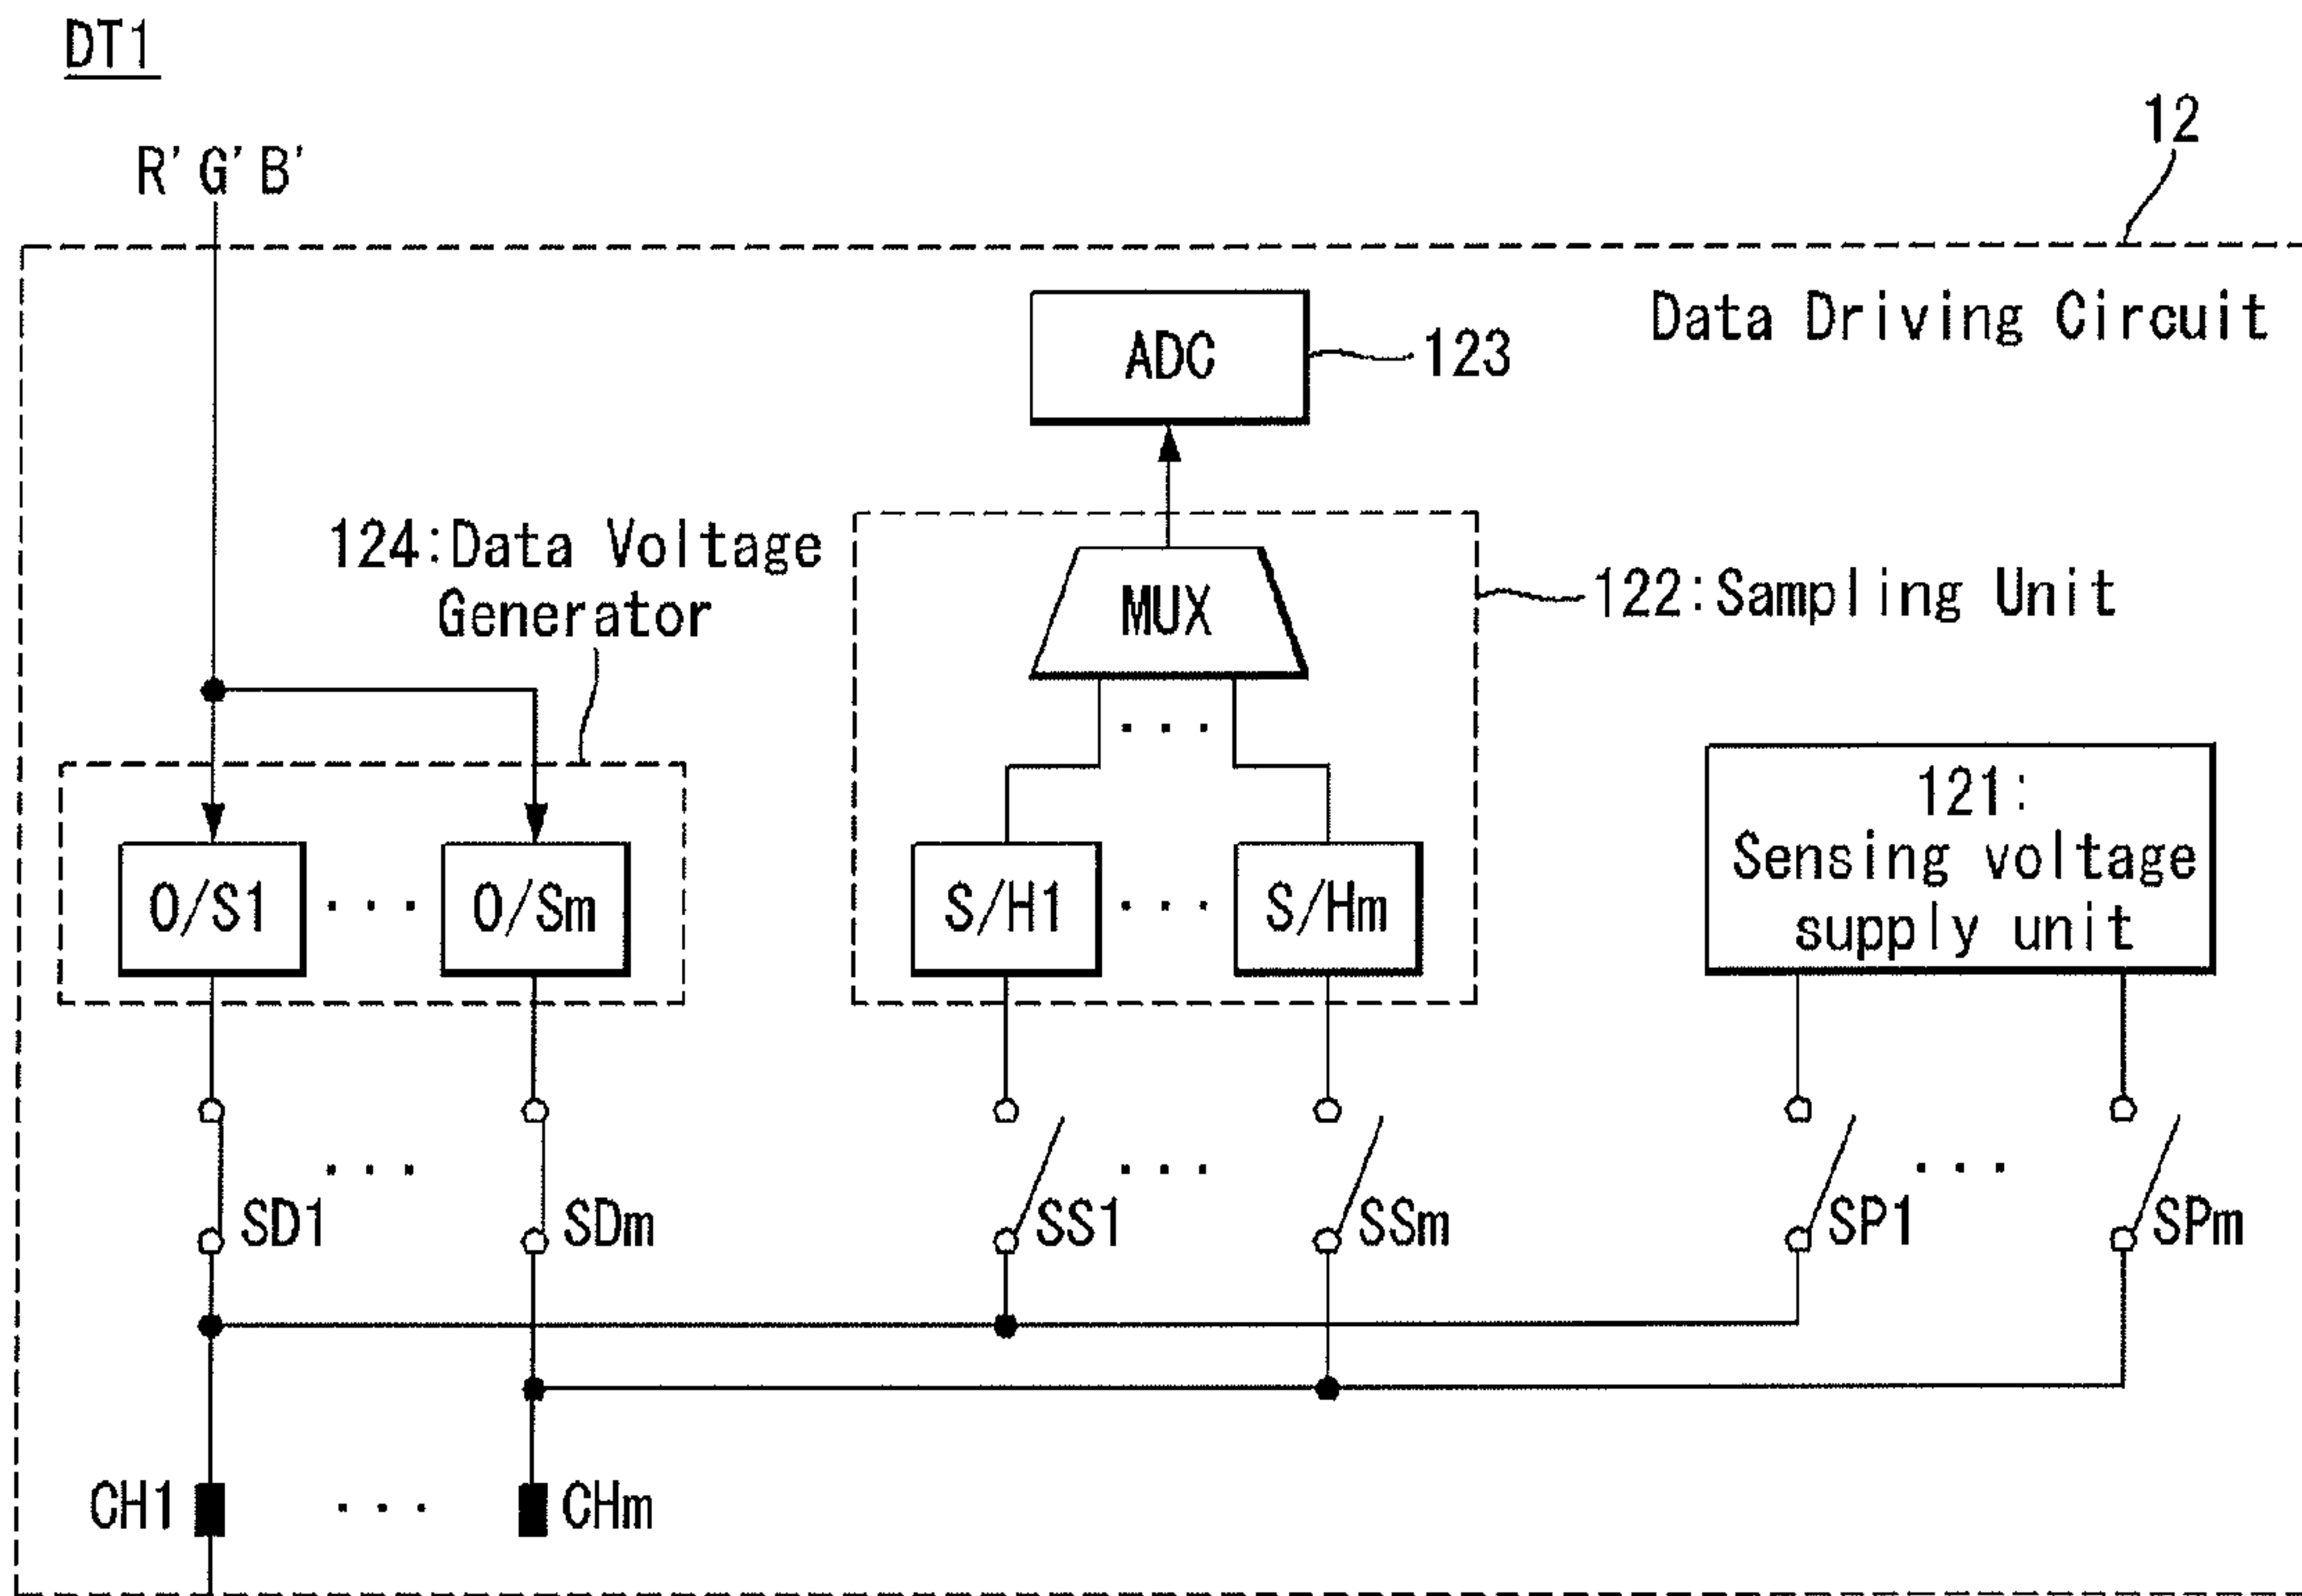 DT1
12
R' G' B'
Data Driving Circuit
ADC
123
124:Data Voltage
Generator
MUX
122:Sampling Unit
121:
Sensing voltage
supply unit
O/S1 · · · O/Sm
· · ·
S/H1 · · · S/Hm
· · ·
SD1
· · ·
SDm
SS1
· · ·
SSm
SP1
· · ·
SPm
CH1 · · · CHm